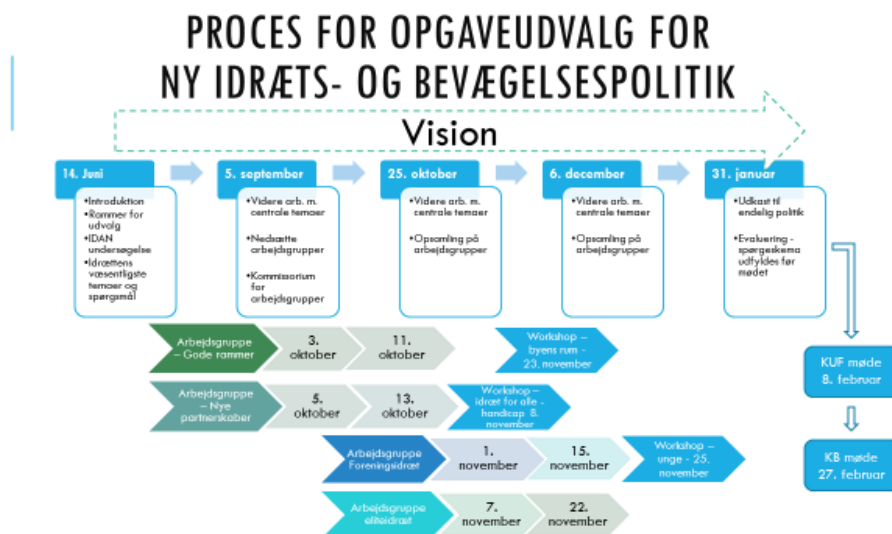 PROCES FOR OPGAVEUDVALG FOR
NY IDRÆTS- OG BEVÆGELSESPOLITIK
Vision
14. Juni
•Introduktion
•Rammer for
udvalg
•IDAN
undersøgelse
•Idrættens
væsentligste
temaer og
spørgsmål
5. september
•Videre arb. m.
centrale temaer
•Nedsætte
arbejdsgrupper
•Kommissorium
for
arbejdsgrupper
25. oktober
•Videre arb. m.
centrale temaer
•Opsamling på
arbejdsgrupper
6. december
•Videre arb. m.
centrale temaer
•Opsamling på
arbejdsgrupper
31. januar
•Udkast til
endelig politik
•Evaluering -
spørgeskema
udfyldes før
mødet
Arbejdsgruppe
– Gode rammer
3.
oktober
11.
oktober
Workshop –
byens rum -
23. november
Arbejdsgruppe
– Nye
partnerskaber
5.
oktober
13.
oktober
Workshop –
idræt for alle -
handicap 8.
november
Arbejdsgruppe
Foreningsidræt
1.
november
15.
november
Workshop –
unge - 25.
november
Arbejdsgruppe
eliteidræt
7.
november
22.
november
KUF møde
8. februar
KB møde
27. februar